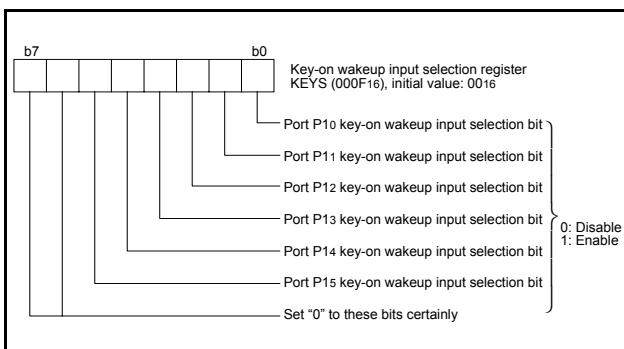 b7 b0
Key-on wakeup input selection register
KEYS (000F16), initial value: 0016
Port P10 key-on wakeup input selection bit
Port P11 key-on wakeup input selection bit
Port P12 key-on wakeup input selection bit
Port P13 key-on wakeup input selection bit
Port P14 key-on wakeup input selection bit
Port P15 key-on wakeup input selection bit
0: Disable
1: Enable
Set “0” to these bits certainly